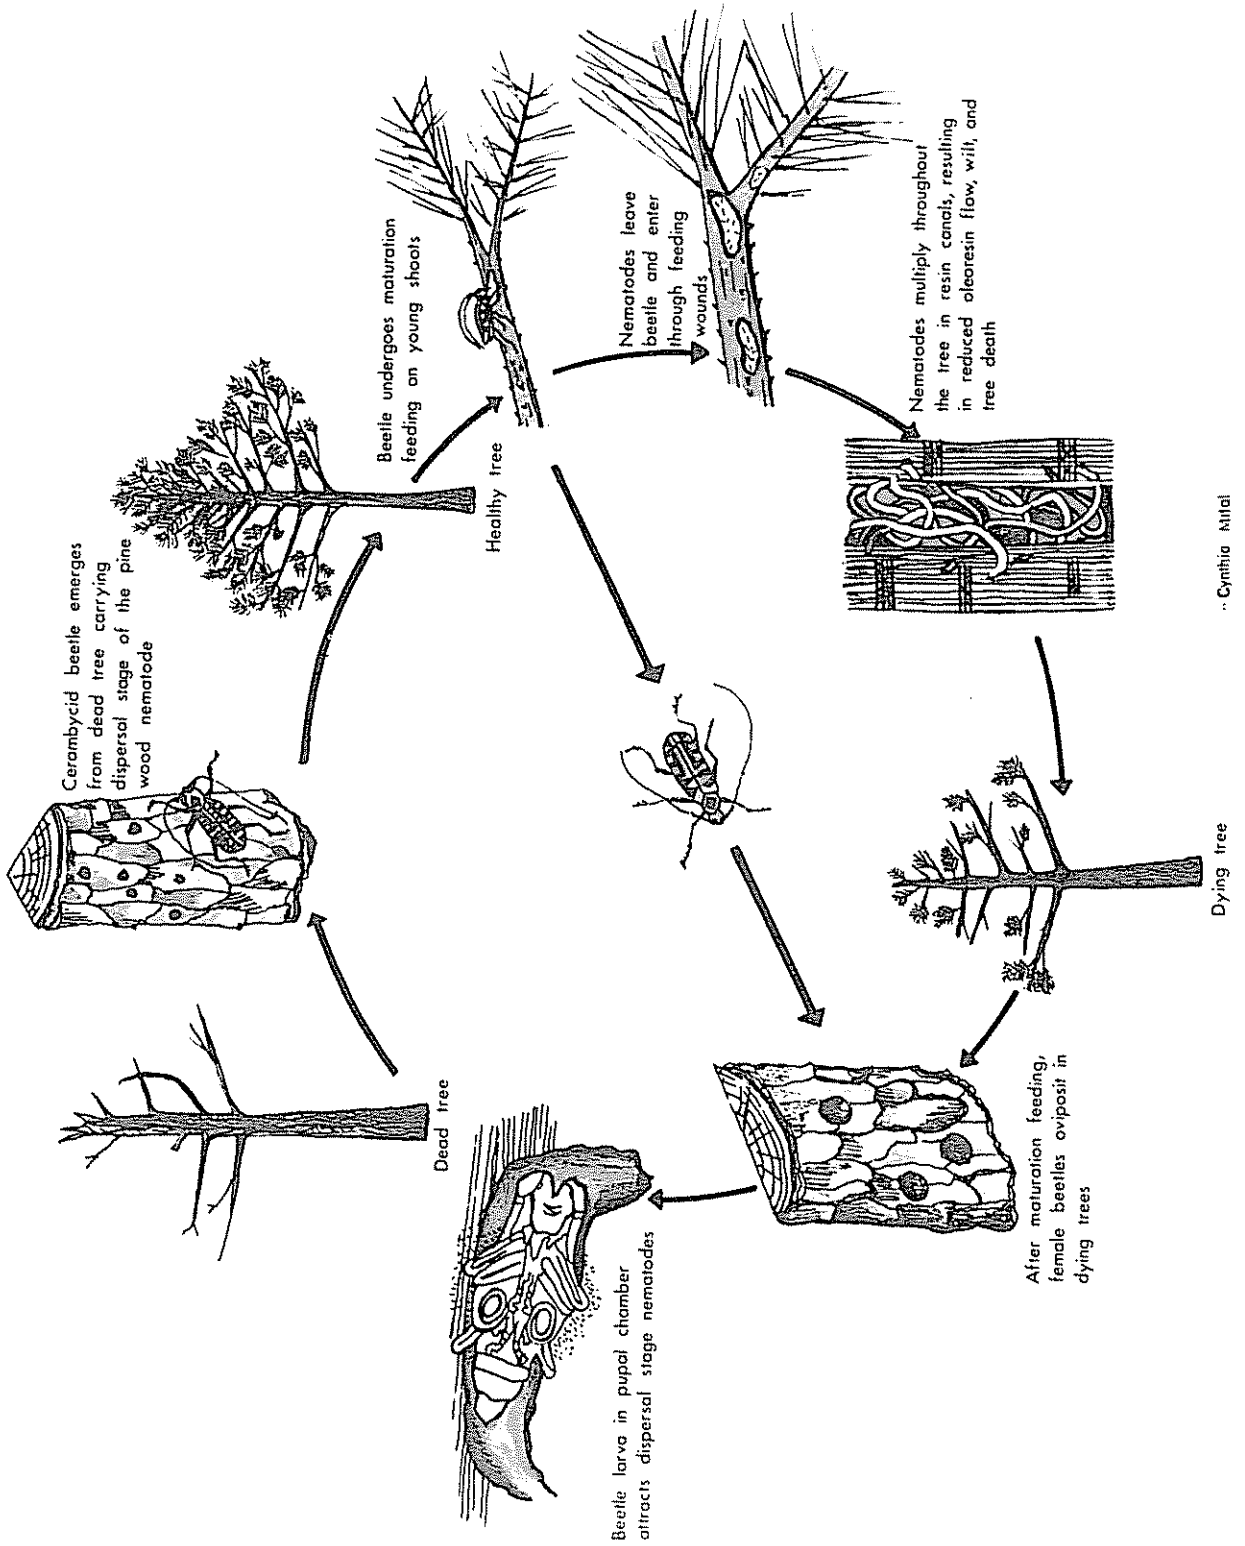 Cerambycid beetle emerges
from dead tree carrying
dispersal stage of the pine
wood nematode
Healthy tree
Beetle undergoes maturation
feeding on young shoots
Nematodes leave
beetle and enter
through feeding
wounds
Nematodes multiply throughout
the tree in resin canals, resulting
in reduced oleoresin flow, wilt, and
tree death
Dying tree
After maturation feeding,
female beetles oviposit in
dying trees
Beetle larva in pupal chamber
attracts dispersal stage nematodes
Dead tree
Cynthia Mital